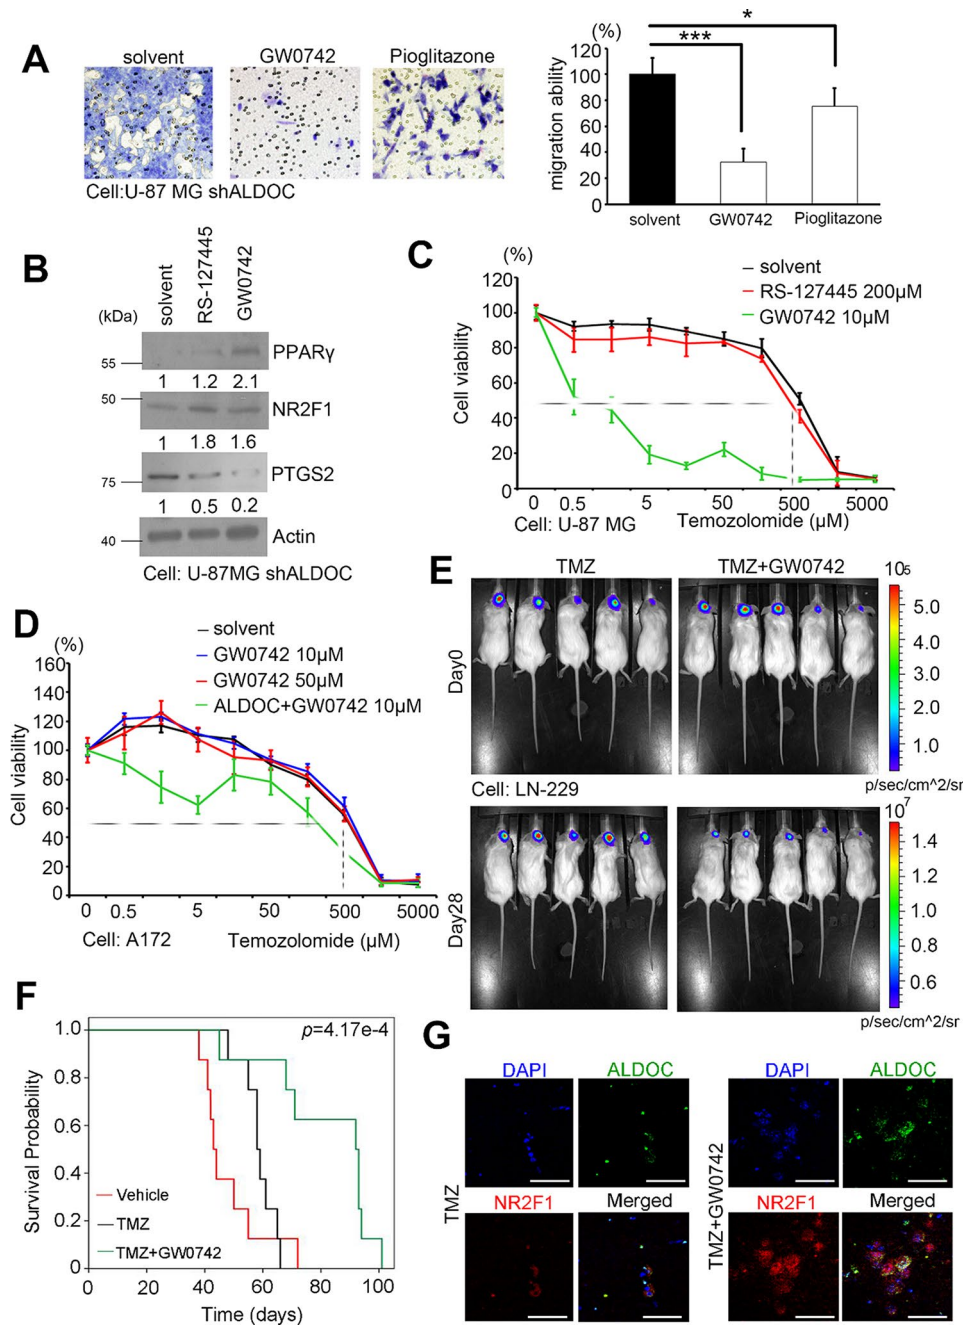 A
solvent
GW0742
Pioglitazone
Cell:U-87 MG shALDOC
(%)
migration ability
120
100
80
60
40
20
0
***
*
solvent
GW0742
Pioglitazone
B
solvent
RS-127445
GW0742
(kDa)
55
PPARγ
1 1.2 2.1
50
NR2F1
1 1.8 1.6
75
PTGS2
1 0.5 0.2
40
Actin
Cell: U-87MG shALDOC
C
(%)
Cell viability
120
100
80
60
40
20
0
solvent
RS-127445 200μM
GW0742 10μM
0 0.5 5 50 500 5000
Cell: U-87 MG
Temozolomide (μM)
D
(%)
Cell viability
160
140
120
100
80
60
40
20
0
solvent
GW0742 10μM
GW0742 50μM
ALDOC+GW0742 10μM
0 0.5 5 50 500 5000
Cell: A172
Temozolomide (μM)
E
TMZ
TMZ+GW0742
Day0
10⁵
5.0
4.0
3.0
2.0
1.0
p/sec/cm^2/sr
Cell: LN-229
Day28
10⁷
1.4
1.2
1.0
0.8
0.6
p/sec/cm^2/sr
F
Survival Probability
1.0
0.8
0.6
0.4
0.2
0
p=4.17e-4
Vehicle
TMZ
TMZ+GW0742
0 20 40 60 80 100
Time (days)
G
TMZ
DAPI
ALDOC
NR2F1
Merged
TMZ+GW0742
DAPI
ALDOC
NR2F1
Merged